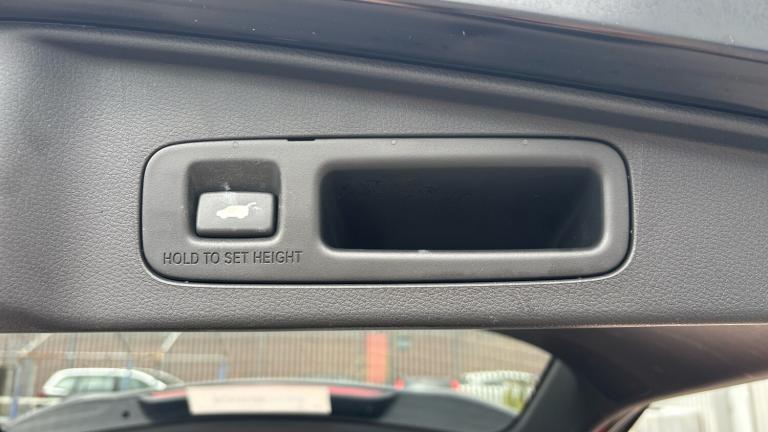 HOLD TO SET HEIGHT